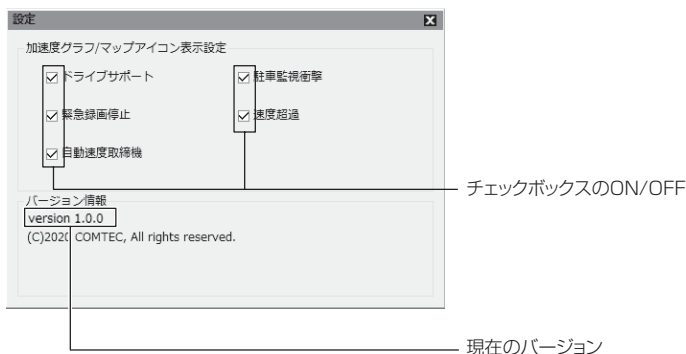 設定
加速度グラフ/マップアイコン表示設定
ドライブサポート
駐車監視衝撃
緊急録画停止
速度超過
自動速度取締機
チェックボックスのON/OFF
バージョン情報
version 1.0.0
(C)2020 COMTEC, All rights reserved.
現在のバージョン